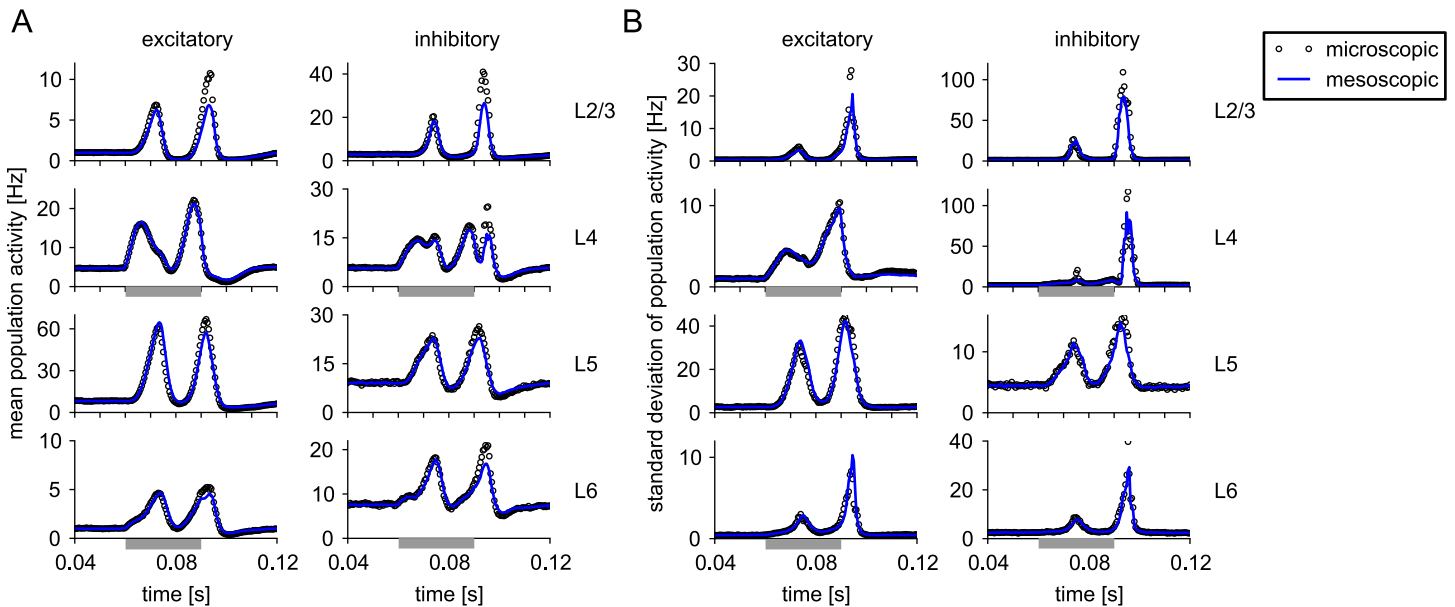 A
B
excitatory
inhibitory
excitatory
inhibitory
microscopic
mesoscopic
mean population activity [Hz]
standard deviation of population activity [Hz]
10
5
0
40
20
0
L2/3
30
20
10
0
100
50
0
L2/3
20
10
0
30
15
0
L4
10
5
0
100
50
0
L4
60
30
0
30
15
0
L5
40
20
0
10
0
L5
10
5
0
20
10
0
L6
10
0
40
20
0
L6
0.04 0.08 0.12
0.04 0.08 0.12
0.04 0.08 0.12
0.04 0.08 0.12
time [s]
time [s]
time [s]
time [s]